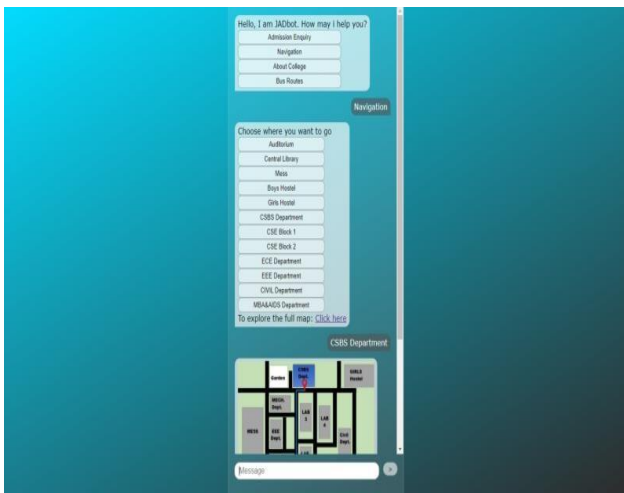 Hello, I am JADbot. How may i help you?
Admission Enquiry
Navigation
About College
Bus Routes
Navigation
Choose where you want to go
Auditorium
Central Library
Mess
Boys Hostel
Girls Hostel
CSBS Department
CSE Block 1
CSE Block 2
ECE Department
EEE Department
CIVIL Department
MBA&AIDS Department
To explore the full map: Click here
CSBS Department
Garden
CSBS
Dept.
GIRLS
Hostel
MECH.
Dept.
LAB
MESS
LAB
4
Dept.
Civil
Dept.
LAB
Message
>